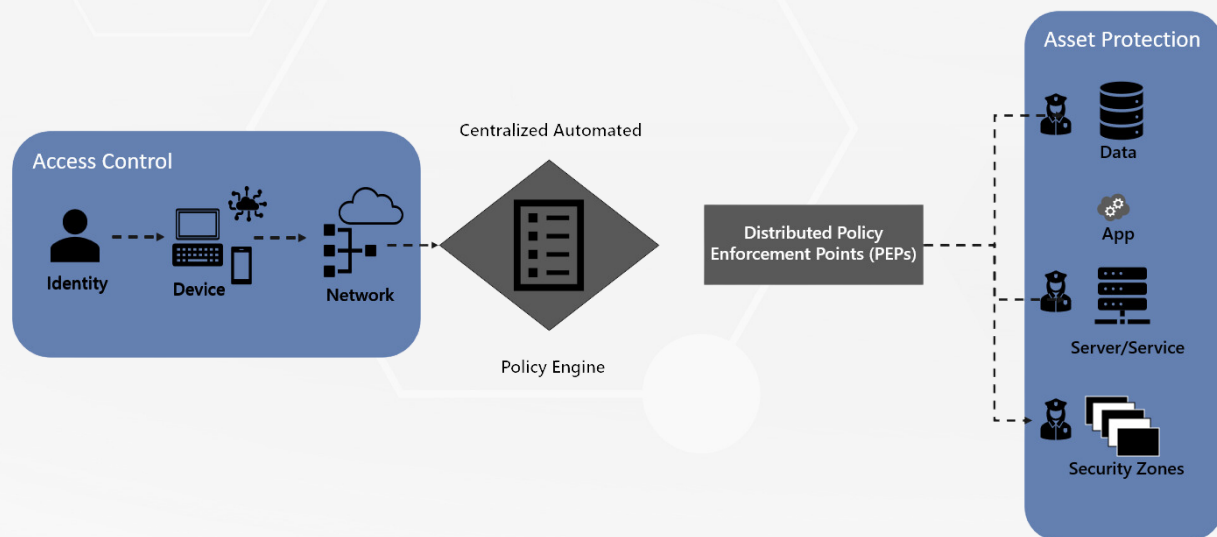 Access Control
Identity
Device
Network
Centralized Automated
Policy Engine
Distributed Policy
Enforcement Points (PEPs)
Asset Protection
Data
App
Server/Service
Security Zones